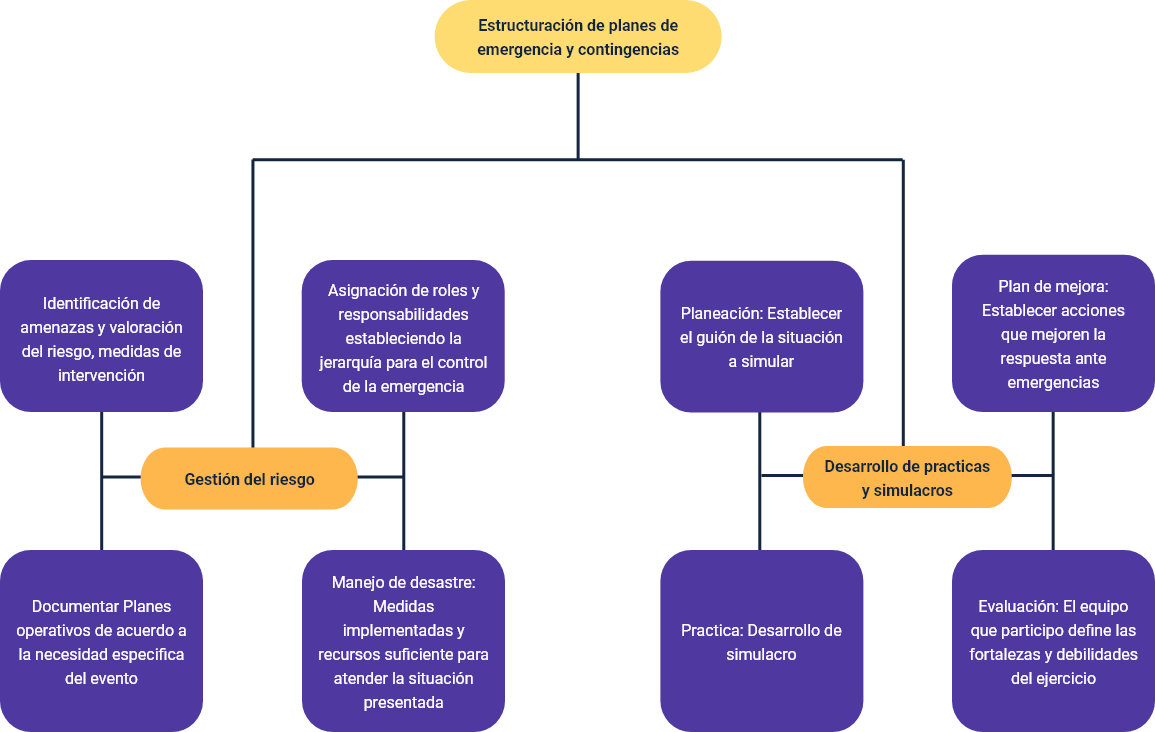 Estructuración de planes de
emergencia y contingencias
Identificación de
amenazas y valoración
del riesgo, medidas de
intervención
Asignación de roles y
responsabilidades
estableciendo la
jerarquía para el control
de la emergencia
Planeación: Establecer
el guión de la situación
a simular
Plan de mejora:
Establecer acciones
que mejoren la
respuesta ante
emergencias
Gestión del riesgo
Desarrollo de practicas
y simulacros
Documentar Planes
operativos de acuerdo a
la necesidad especifica
del evento
Manejo de desastre:
Medidas
implementadas y
recursos suficiente para
atender la situación
presentada
Practica: Desarrollo de
simulacro
Evaluación: El equipo
que participo define las
fortalezas y debilidades
del ejercicio